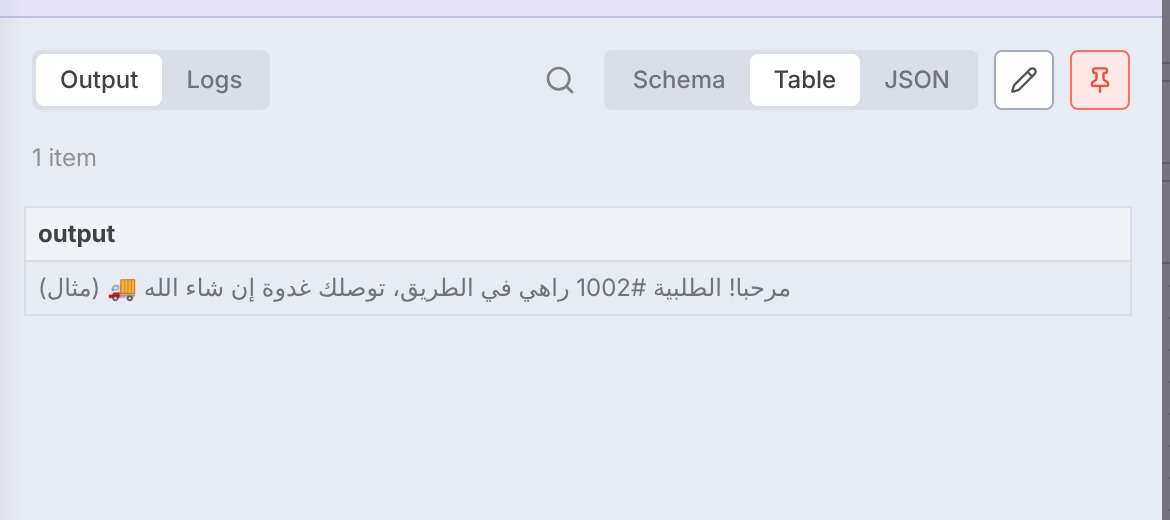 Output Logs Schema Table JSON
1 item
output
مرحبا! الطلبية #1002 راهي في الطريق، توصلك غدوة إن شاء الله 🚚 (مثال)